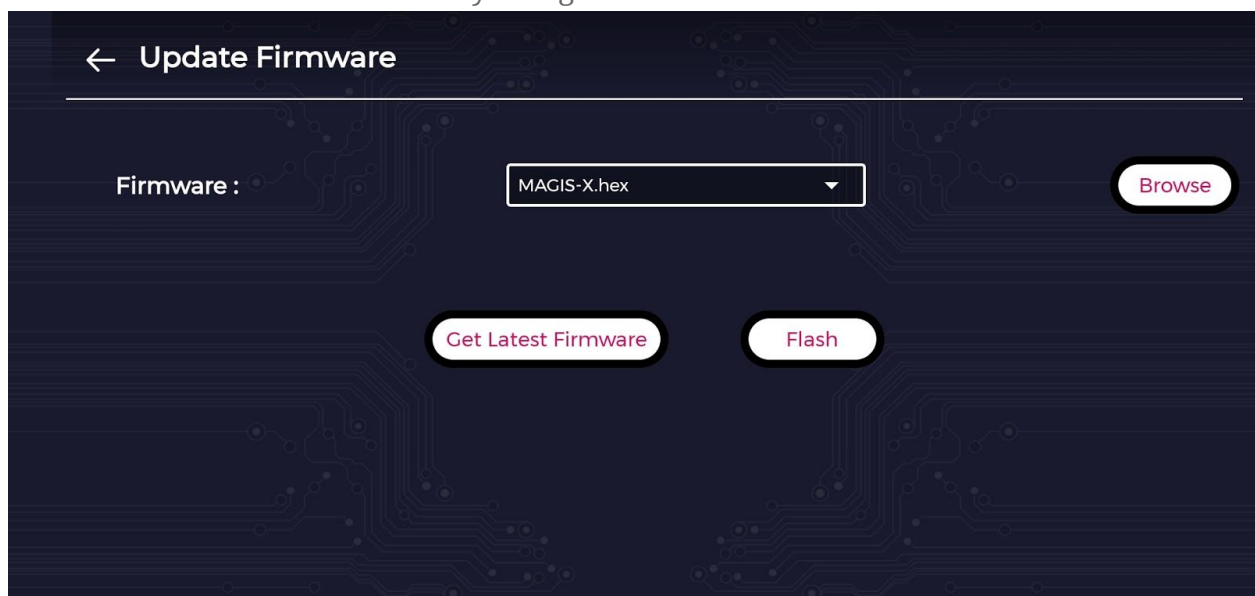 Update Firmware
Firmware :
MAGIS-X.hex
Browse
Get Latest Firmware
Flash